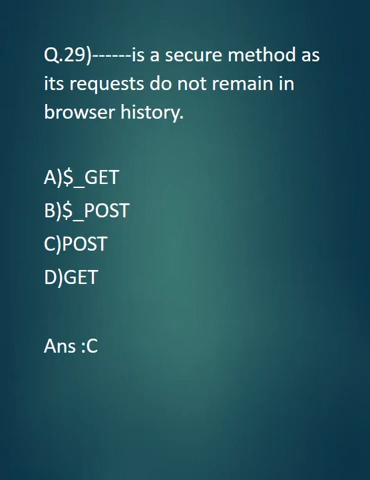 Q.29)------is a secure method as
its requests do not remain in
browser history.
A)$_GET
B)$_POST
C)POST
D)GET
Ans :C